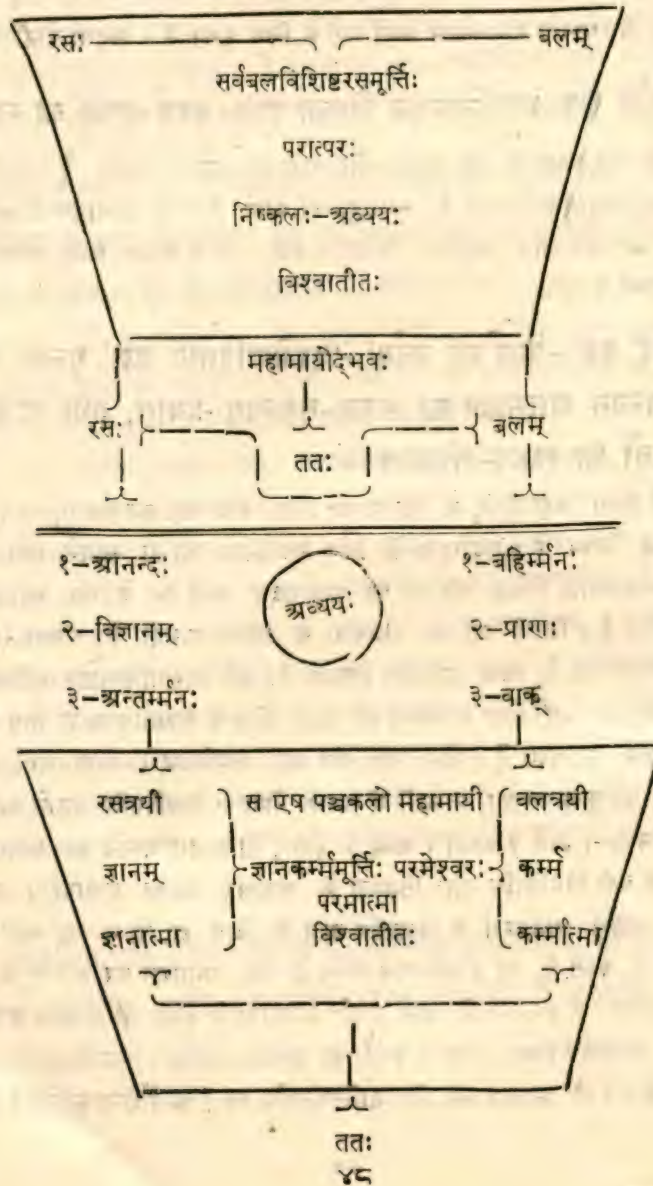 रसः बलम्
सर्वबलविशिष्टरसमूर्त्तिः
परात्परः
निष्कलः-अव्ययः
विश्वातीतः
महामायोद्भवः
रसः बलम्
ततः
१-आनन्दः १-बहिर्म्मनः
अव्ययः
२-विज्ञानम् २-प्राणः
३-अन्तर्म्मनः ३-वाक्
रसत्रयी स एष पञ्चकलो महामायी बलत्रयी
ज्ञानम् ज्ञानकर्म्ममूर्त्तिः परमेश्वरः कर्म्म
परमात्मा
ज्ञानात्मा विश्वातीतः कर्म्मात्मा
ततः
४८